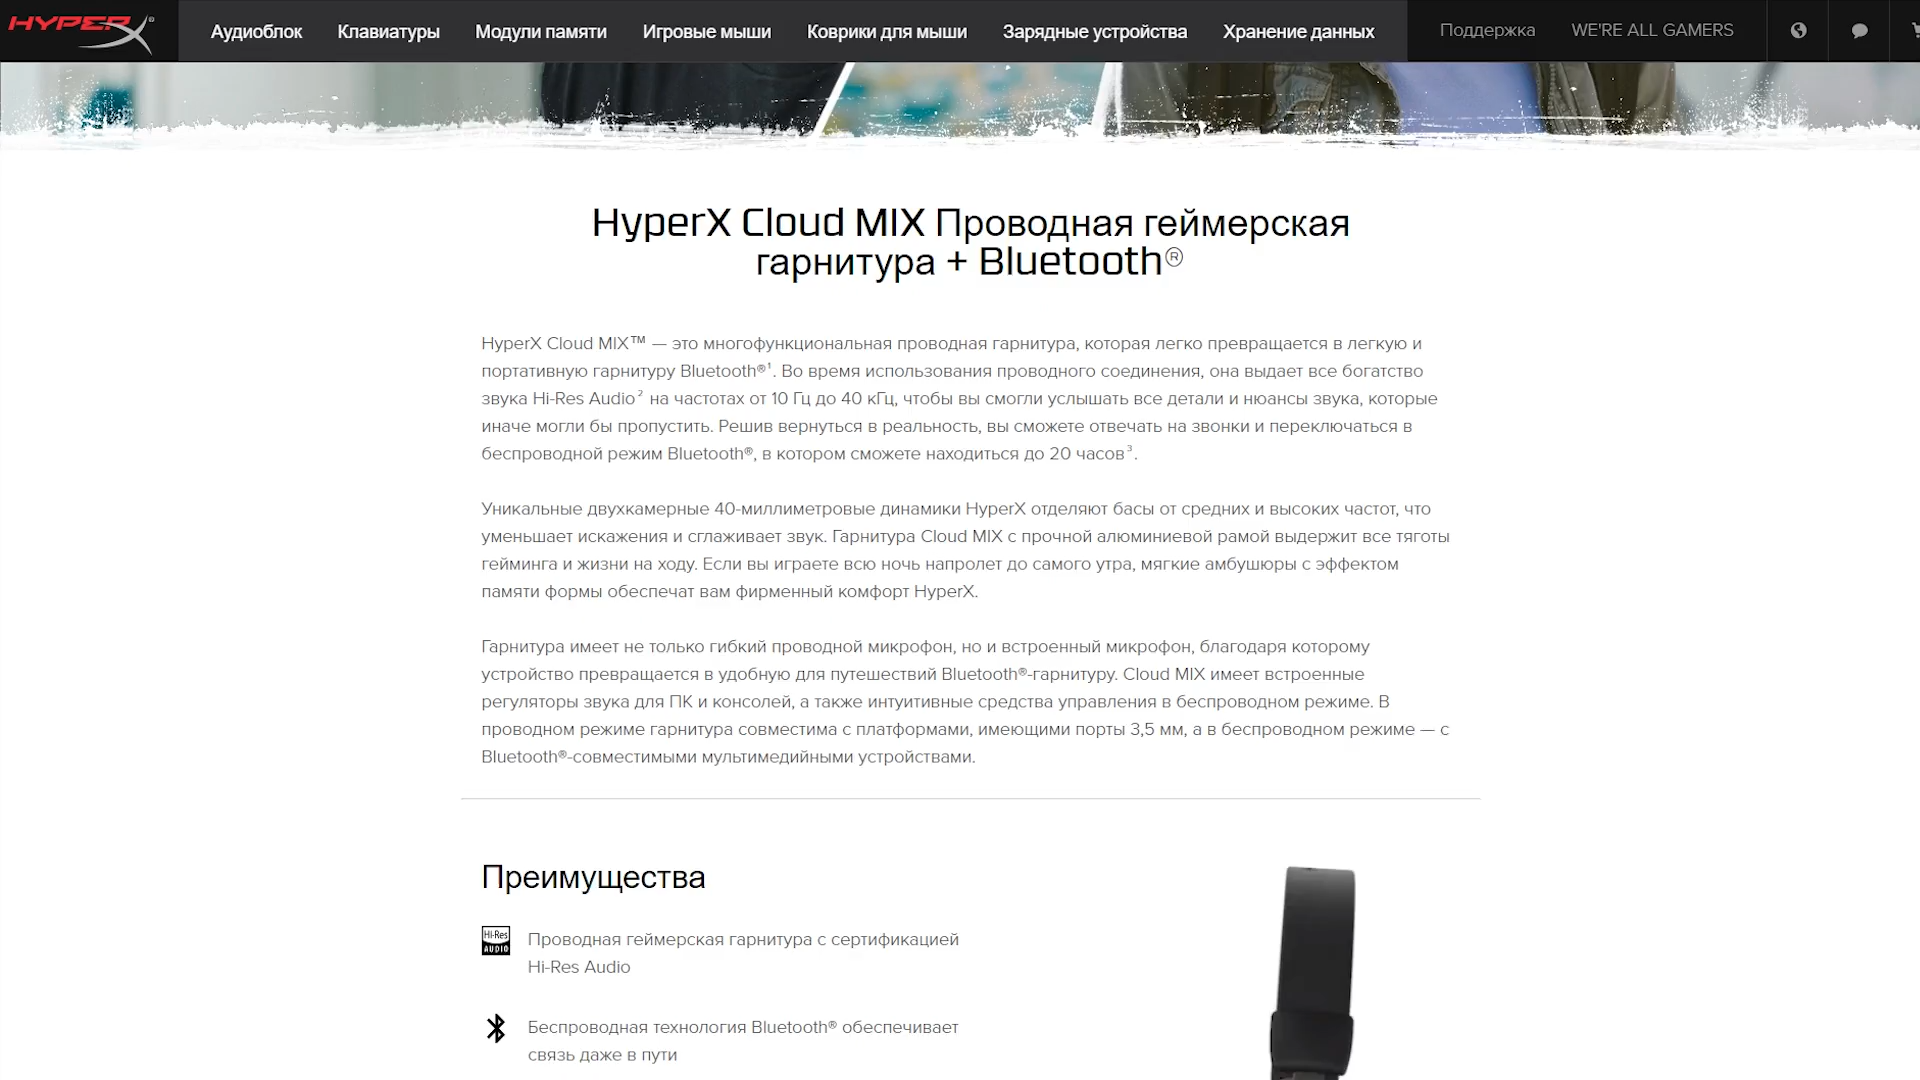 HYPERX®
Аудиоблок
Клавиатуры
Модули памяти
Игровые мыши
Коврики для мыши
Зарядные устройства
Хранение данных
Поддержка
WE'RE ALL GAMERS
HyperX Cloud MIX Проводная геймерская
гарнитура + Bluetooth®
HyperX Cloud MIX™ — это многофункциональная проводная гарнитура, которая легко превращается в легкую и
портативную гарнитуру Bluetooth®¹. Во время использования проводного соединения, она выдает все богатство
звука Hi-Res Audio² на частотах от 10 Гц до 40 кГц, чтобы вы смогли услышать все детали и нюансы звука, которые
иначе могли бы пропустить. Решив вернуться в реальность, вы сможете отвечать на звонки и переключаться в
беспроводной режим Bluetooth®, в котором сможете находиться до 20 часов³.
Уникальные двухкамерные 40-миллиметровые динамики HyperX отделяют басы от средних и высоких частот, что
уменьшает искажения и сглаживает звук. Гарнитура Cloud MIX с прочной алюминиевой рамой выдержит все тяготы
гейминга и жизни на ходу. Если вы играете всю ночь напролет до самого утра, мягкие амбушюры с эффектом
памяти формы обеспечат вам фирменный комфорт HyperX.
Гарнитура имеет не только гибкий проводной микрофон, но и встроенный микрофон, благодаря которому
устройство превращается в удобную для путешествий Bluetooth®-гарнитуру. Cloud MIX имеет встроенные
регуляторы звука для ПК и консолей, а также интуитивные средства управления в беспроводном режиме. В
проводном режиме гарнитура совместима с платформами, имеющими порты 3,5 мм, а в беспроводном режиме — с
Bluetooth®-совместимыми мультимедийными устройствами.
Преимущества
Hi-Res
AUDIO
Проводная геймерская гарнитура с сертификацией
Hi-Res Audio
Беспроводная технология Bluetooth® обеспечивает
связь даже в пути